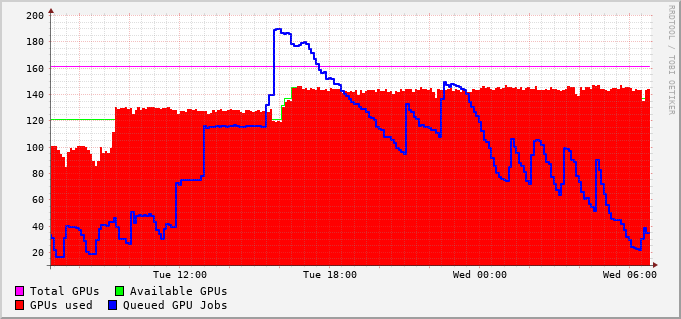 200
180
160
140
120
100
80
60
40
20
Tue 12:00 Tue 18:00 Wed 00:00 Wed 06:00
Total GPUs Available GPUs
GPUs used Queued GPU Jobs
RRDTOOL / TOBI OETIKER